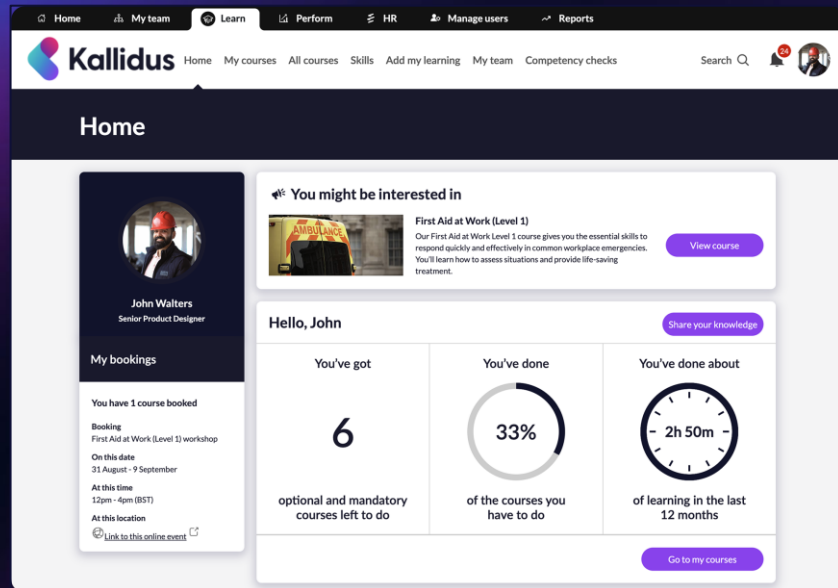 Home My team Learn Perform HR Manage users Reports
Kallidus Home My courses All courses Skills Add my learning My team Competency checks Search 24
Home
John Walters
Senior Product Designer
My bookings
You have 1 course booked
Booking
First Aid at Work (Level 1) workshop
On this date
31 August - 9 September
At this time
12pm - 4pm (BST)
At this location
Link to this online event
You might be interested in
AMBULANCE
First Aid at Work (Level 1)
Our First Aid at Work Level 1 course gives you the essential skills to
respond quickly and effectively in common workplace emergencies.
You'll learn how to assess situations and provide life-saving
treatment.
View course
Hello, John
Share your knowledge
You've got
6
optional and mandatory
courses left to do
You've done
33%
of the courses you
have to do
You've done about
2h 50m
of learning in the last
12 months
Go to my courses